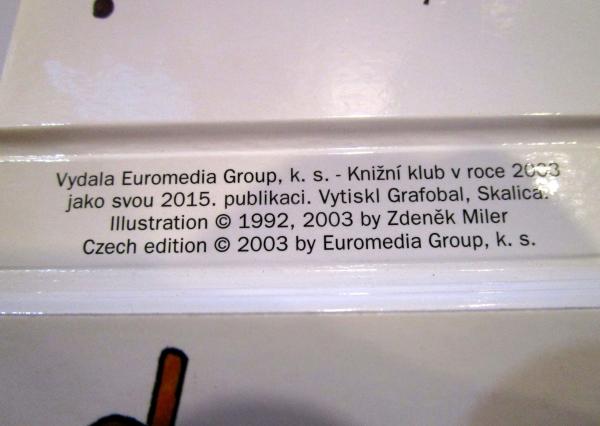 Vydala Euromedia Group, k. s. - Knižní klub v roce 2003
jako svou 2015. publikaci. Vytiskl Grafobal, Skalica.
Illustration © 1992, 2003 by Zdeněk Miler
Czech edition © 2003 by Euromedia Group, k. s.